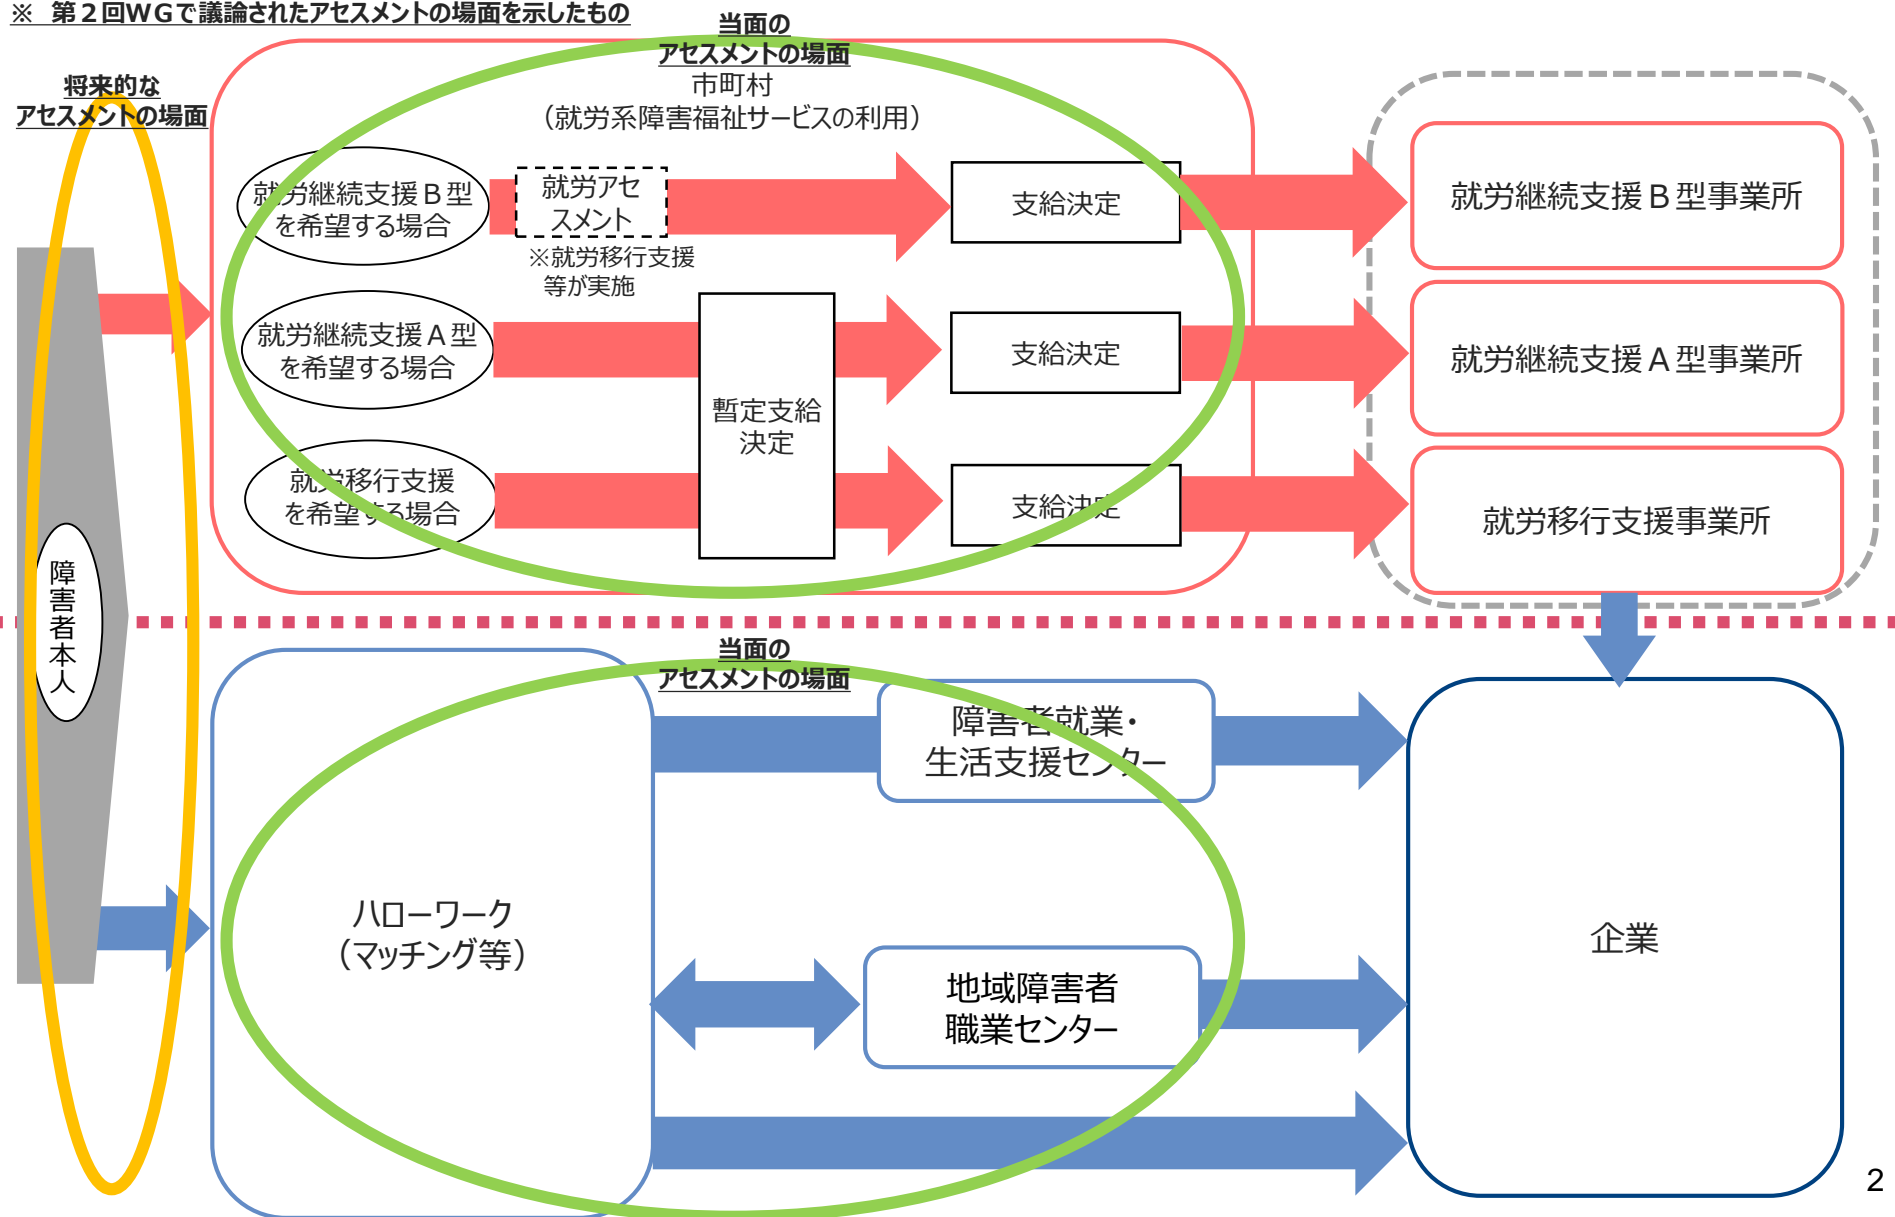 ※　第２回ＷＧで議論されたアセスメントの場面を示したもの
将来的な
アセスメントの場面
当面の
アセスメントの場面
市町村
（就労系障害福祉サービスの利用）
就労継続支援Ｂ型
を希望する場合
就労アセ
スメント
※就労移行支援
等が実施
支給決定
就労継続支援Ｂ型事業所
就労継続支援Ａ型
を希望する場合
暫定支給
決定
支給決定
就労継続支援Ａ型事業所
就労移行支援
を希望する場合
支給決定
就労移行支援事業所
障害者本人
当面の
アセスメントの場面
障害者就業・
生活支援センター
ハローワーク
（マッチング等）
地域障害者
職業センター
企業
2